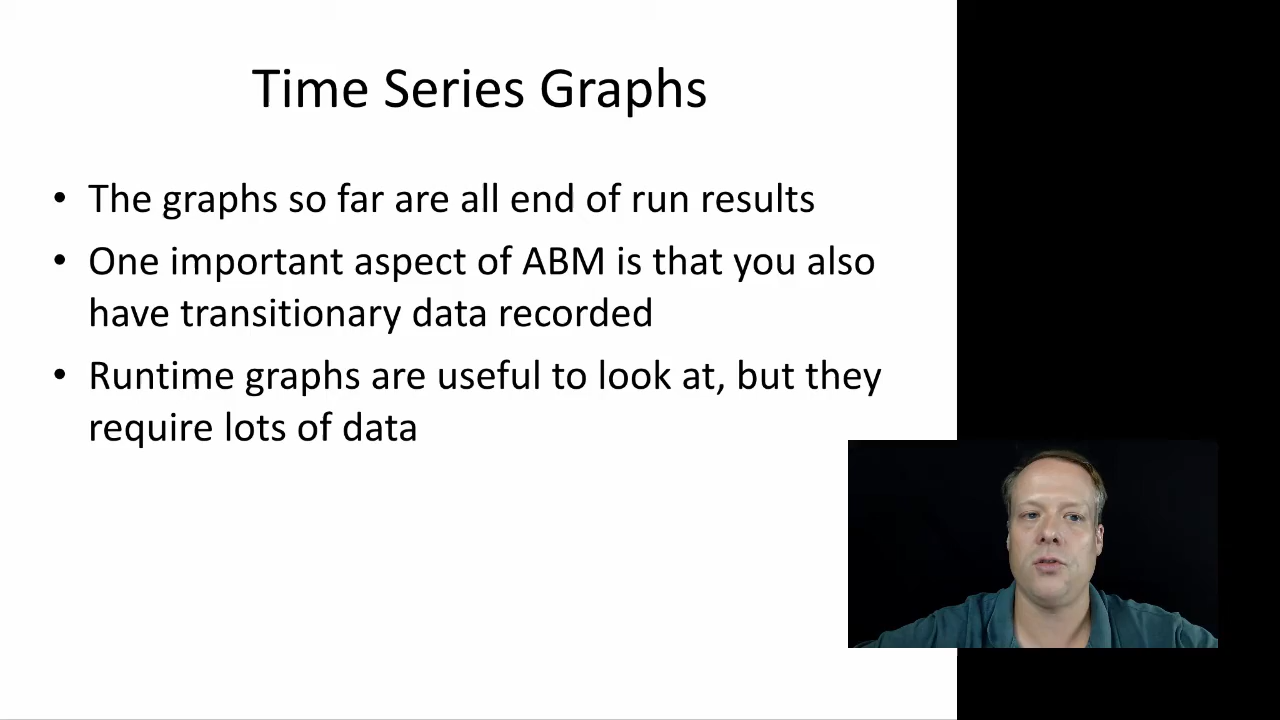 Time Series Graphs
• The graphs so far are all end of run results
• One important aspect of ABM is that you also
have transitionary data recorded
• Runtime graphs are useful to look at, but they
require lots of data